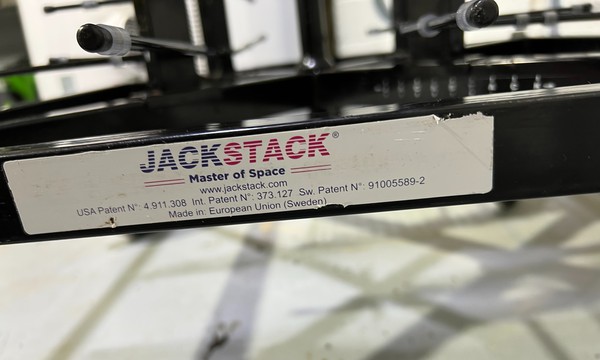 JACKSTACK®
Master of Space
www.jackstack.com
USA Patent N°: 4.911.308 Int. Patent N°: 373.127 Sw. Patent N°: 91005589-2
Made in: European Union (Sweden)